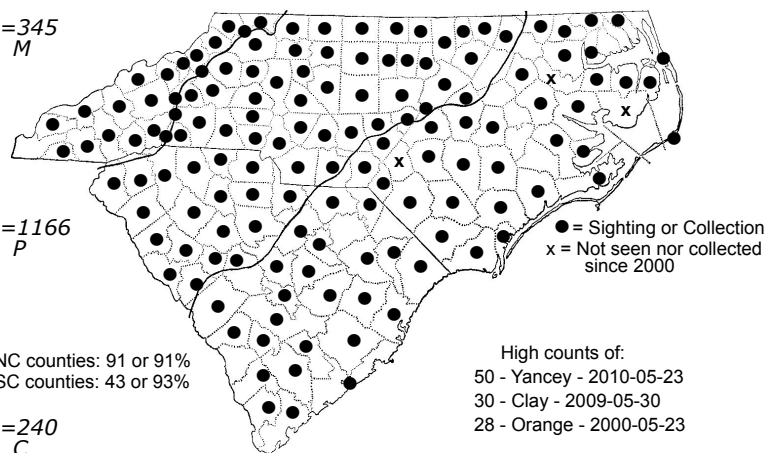 =345
M
=1166
P
● = Sighting or Collection
x = Not seen nor collected
since 2000
x
x
x
NC counties: 91 or 91%
SC counties: 43 or 93%
=240
C
High counts of:
50 - Yancey - 2010-05-23
30 - Clay - 2009-05-30
28 - Orange - 2000-05-23